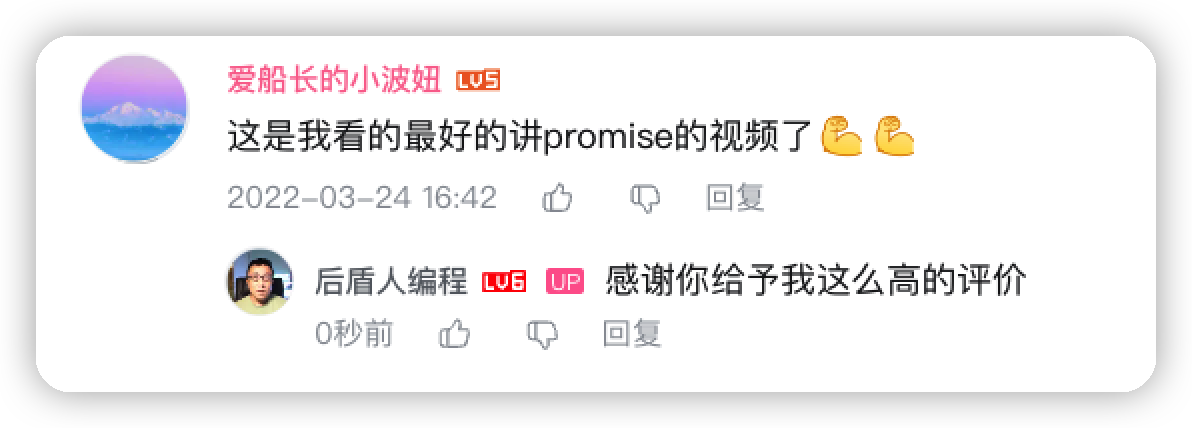 爱船长的小波妞 LV5
这是我看的最好的讲promise的视频了💪💪
2022-03-24 16:42 回复
后盾人编程 LV6 UP 感谢你给予我这么高的评价
0秒前 回复